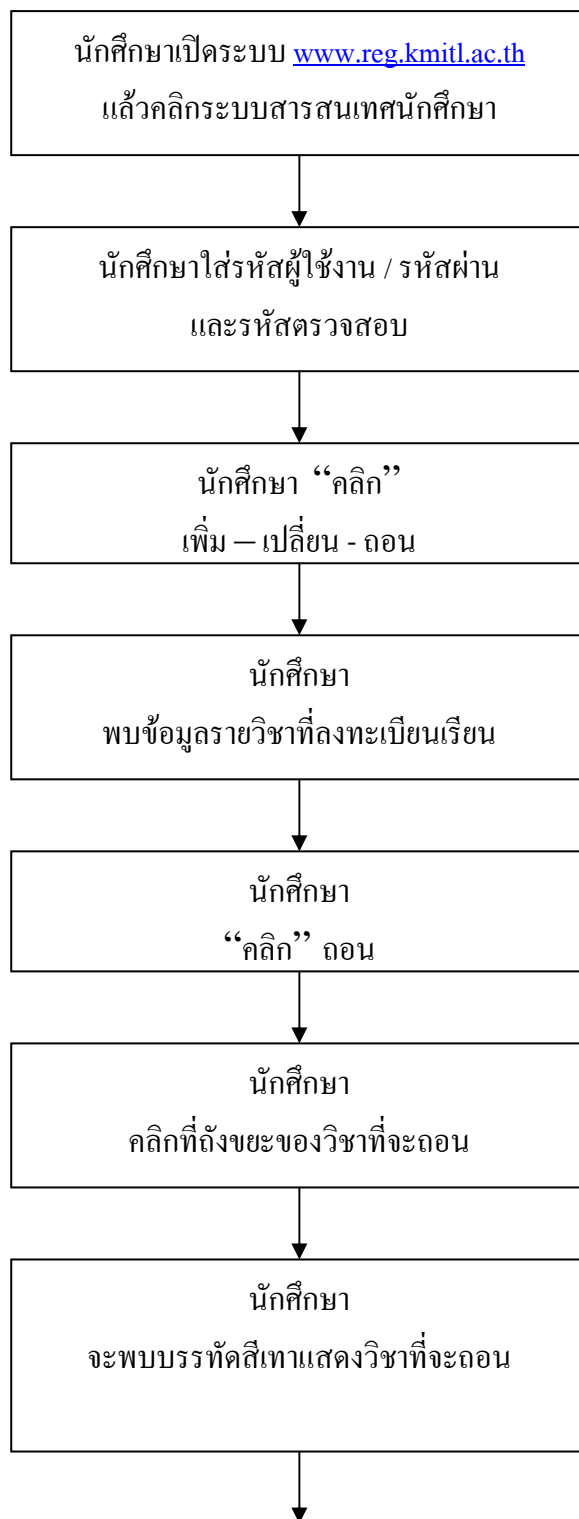 นักศึกษาเปิดระบบ www.reg.kmitl.ac.th
แล้วคลิกระบบสารสนเทศนักศึกษา
นักศึกษาใส่รหัสผู้ใช้งาน / รหัสผ่าน
และรหัสตรวจสอบ
นักศึกษา “คลิก”
เพิ่ม – เปลี่ยน - ถอน
นักศึกษา
พบข้อมูลรายวิชาที่ลงทะเบียนเรียน
นักศึกษา
“คลิก” ถอน
นักศึกษา
คลิกที่ถังขยะของวิชาที่จะถอน
นักศึกษา
จะพบบรรทัดสีเทาแสดงวิชาที่จะถอน